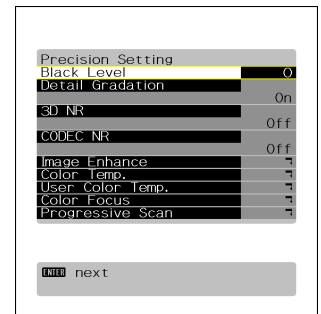 Precision Setting
Black Level 0
Detail Gradation
On
3D NR
Off
CODEC NR
Off
Image Enhance
Color Temp.
User Color Temp.
Color Focus
Progressive Scan
ENTER next